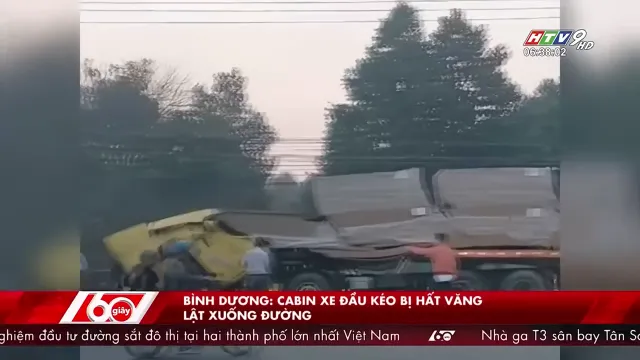 HTV9 HD
06:38:02
60 giây
BÌNH DƯƠNG: CABIN XE ĐẦU KÉO BỊ HẤT VĂNG
LẬT XUỐNG ĐƯỜNG
nghiệm đầu tư đường sắt đô thị tại hai thành phố lớn nhất Việt Nam 60giây Nhà ga T3 sân bay Tân Sơ